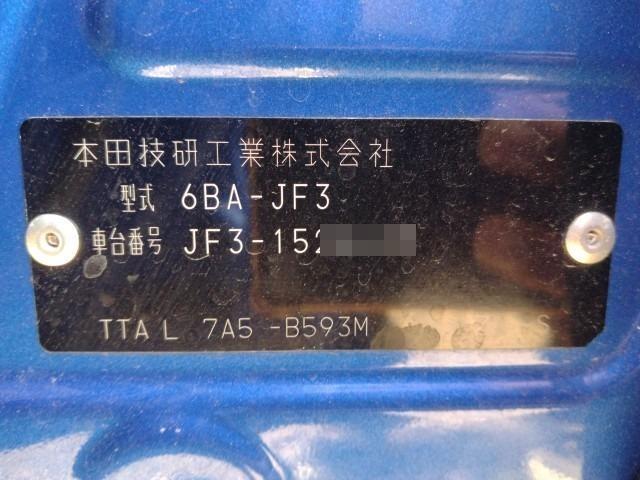 本田技研工業株式会社
型式 6BA-JF3
車台番号 JF3-152
TTA L 7A5 -B593M S